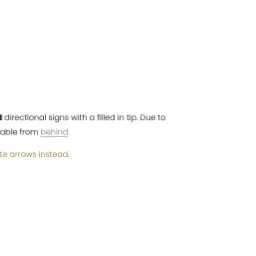 directional signs with a filled in tip. Due to
able from behind.
te arrows instead.